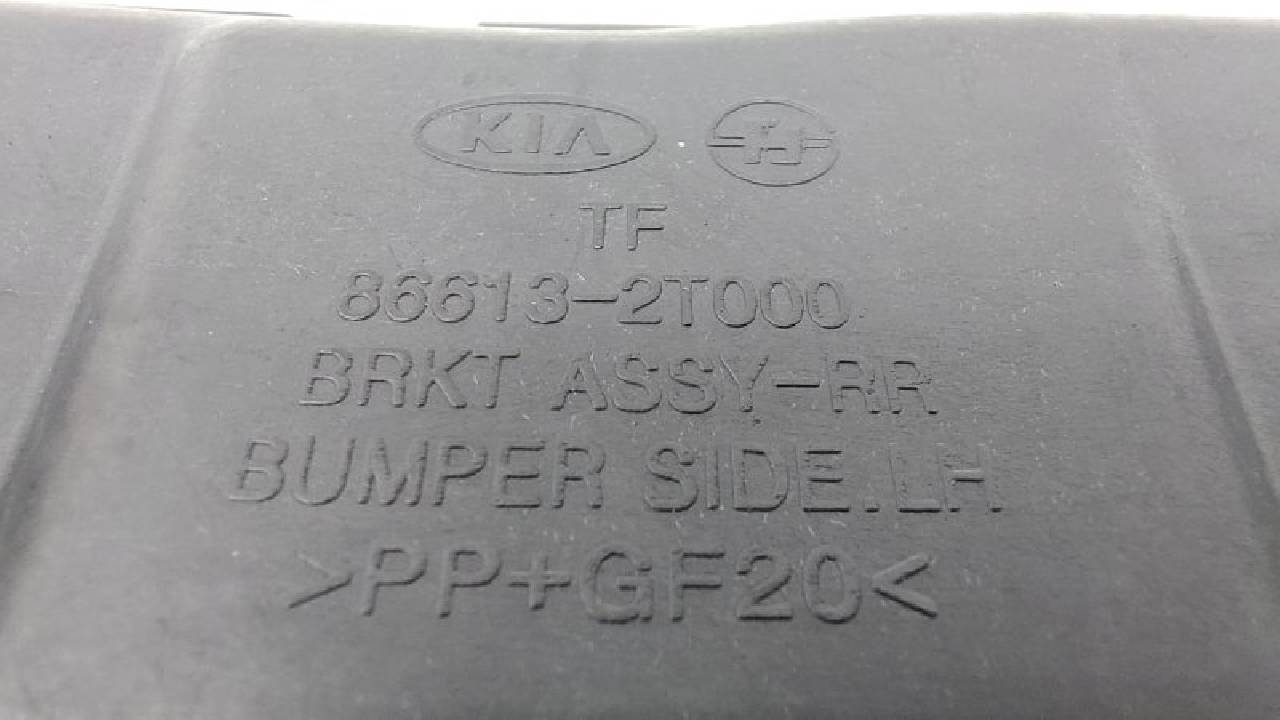 KIA
TF
86613-2T000
BRKT ASSY-RR
BUMPER SIDE.LH
>PP+GF20<